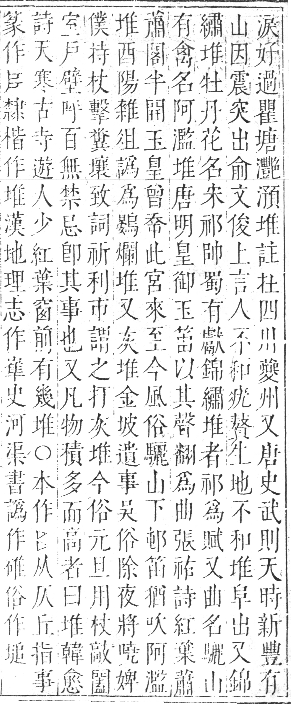 淚好過瞿塘灩澦堆註杜四川夔州又唐史武則天時新豐有
山因震突出俞文俊上言人不和疣贅生地不和堆阜出又錦
繡堆牡丹花名宋祁帥蜀有獻錦繡堆者祁爲賦又曲名驪山
有禽名阿濫堆唐明皇御玉笛以其聲翻爲曲張祐詩紅葉蕭
蕭閣半開玉皇曾奉此宮來至今風俗驪山下邨笛猶吹阿濫
堆酉陽雜俎譌爲鷃爛堆又灰堆金坡遺事吳俗除夜將曉婢
僕持杖擊糞壤致詞祈利市謂之打灰堆今俗元旦用杖敲闔
室戶壁呼百無禁忌卽其事也又凡物積多而高者曰堆韓愈
詩天寒古寺遊人少紅葉窗前有幾堆○本作𠂤从仄丘指事
篆作𠂤隸楷作堆漢地理志作䧹史河渠書譌作碓俗作塠